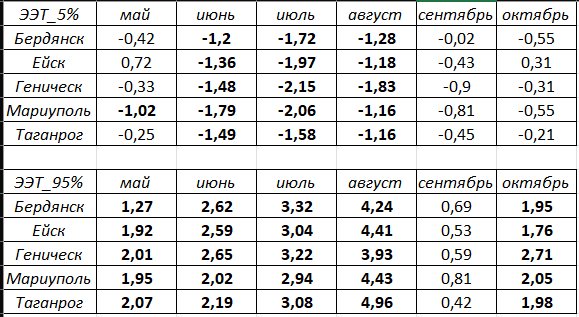 ЭЭТ_5% май июнь июль август сентябрь октябрь
Бердянск -0,42 -1,2 -1,72 -1,28 -0,02 -0,55
Ейск 0,72 -1,36 -1,97 -1,18 -0,43 0,31
Геническ -0,33 -1,48 -2,15 -1,83 -0,9 -0,31
Мариуполь -1,02 -1,79 -2,06 -1,16 -0,81 -0,55
Таганрог -0,25 -1,49 -1,58 -1,16 -0,45 -0,21
ЭЭТ_95% май июнь июль август сентябрь октябрь
Бердянск 1,27 2,62 3,32 4,24 0,69 1,95
Ейск 1,92 2,59 3,04 4,41 0,53 1,76
Геническ 2,01 2,65 3,22 3,93 0,59 2,71
Мариуполь 1,95 2,02 2,94 4,43 0,81 2,05
Таганрог 2,07 2,19 3,08 4,96 0,42 1,98